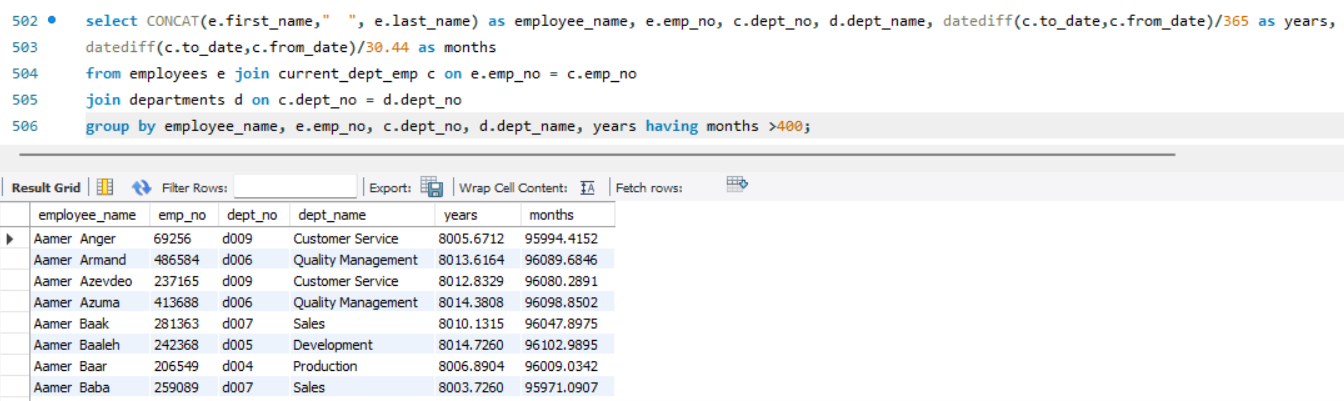 502 select CONCAT(e.first_name,"  ", e.last_name) as employee_name, e.emp_no, c.dept_no, d.dept_name, datediff(c.to_date,c.from_date)/365 as years,
503 datediff(c.to_date,c.from_date)/30.44 as months
504 from employees e join current_dept_emp c on e.emp_no = c.emp_no
505 join departments d on c.dept_no = d.dept_no
506 group by employee_name, e.emp_no, c.dept_no, d.dept_name, years having months >400;
Result Grid Filter Rows: Export: Wrap Cell Content: IA Fetch rows:
employee_name emp_no dept_no dept_name years months
Aamer  Anger 69256 d009 Customer Service 8005.6712 95994.4152
Aamer  Armand 486584 d006 Quality Management 8013.6164 96089.6846
Aamer  Azevdeo 237165 d009 Customer Service 8012.8329 96080.2891
Aamer  Azuma 413688 d006 Quality Management 8014.3808 96098.8502
Aamer  Baak 281363 d007 Sales 8010.1315 96047.8975
Aamer  Baaleh 242368 d005 Development 8014.7260 96102.9895
Aamer  Baar 206549 d004 Production 8006.8904 96009.0342
Aamer  Baba 259089 d007 Sales 8003.7260 95971.0907